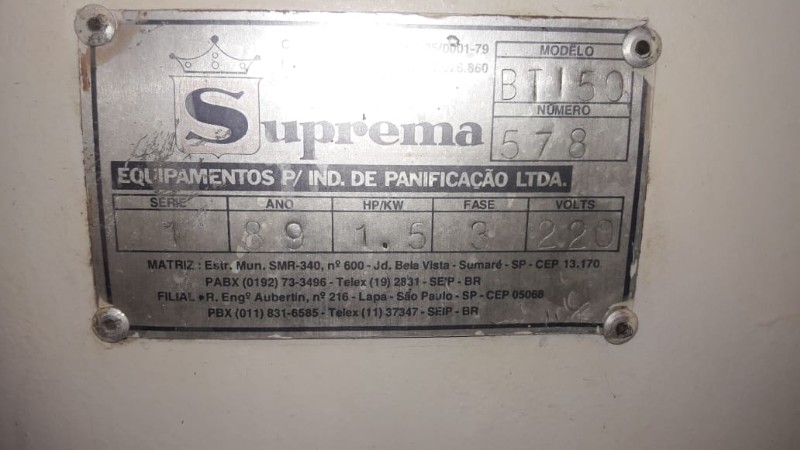 /0001-79
.860
MODELO
BT150
NÚMERO
578
Suprema
EQUIPAMENTOS P/ IND. DE PANIFICAÇÃO LTDA.
SÉRIE ANO HP/KW FASE VOLTS
1 89 1.5 3 220
MATRIZ: Estr. Mun. SMR-340, nº 600 - Jd. Bela Vista - Sumaré - SP - CEP 13.170
PABX (0192) 73-3496 - Telex (19) 2831 - SEIP - BR
FILIAL R. Engº Aubertin, nº 216 - Lapa - São Paulo - SP - CEP 05068
PBX (011) 831-6585 - Telex (11) 37347 - SEIP - BR